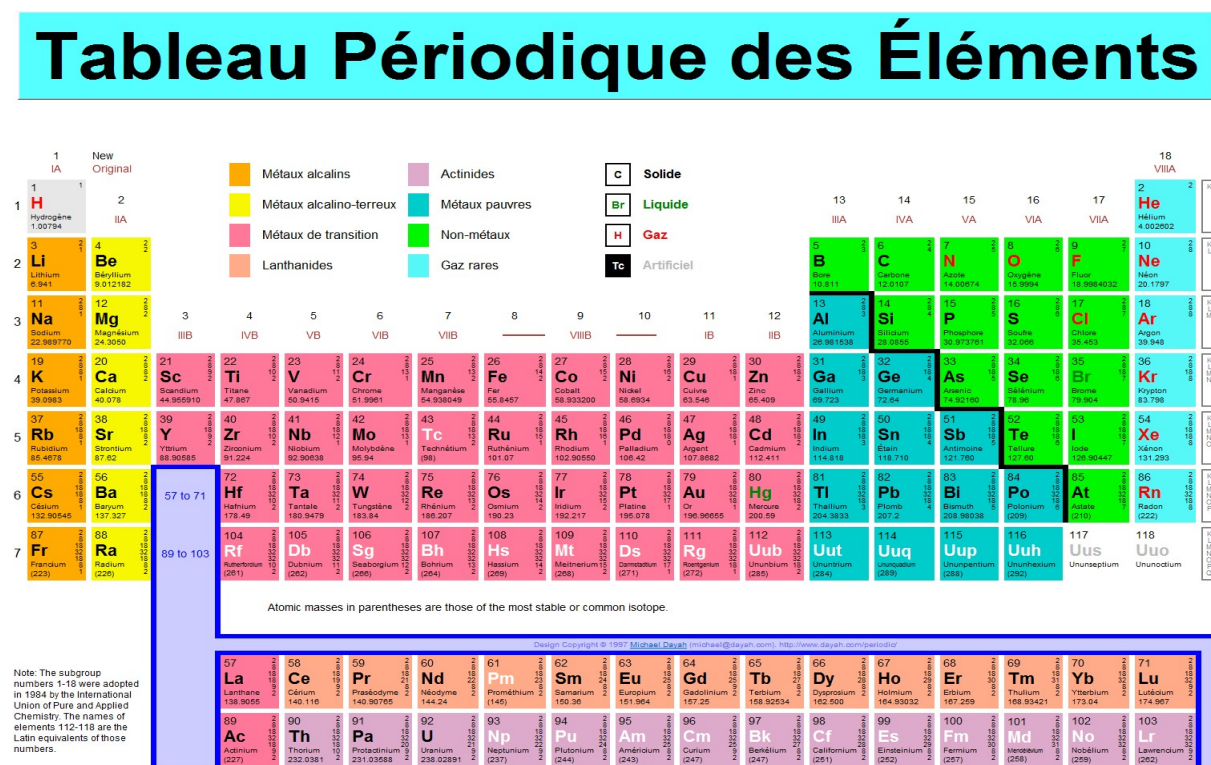 Tableau Périodique des Éléments
1 New 18
IA Original VIIIA
Métaux alcalins Actinides C Solide
Métaux alcalino-terreux Métaux pauvres Br Liquide
Métaux de transition Non-métaux H Gaz
Lanthanides Gaz rares Tc Artificiel
2 13 14 15 16 17
IIA IIIA IVA VA VIA VIIA
1 2
1 H He
Hydrogène Hélium
1.00794 4.002602
3 4 5 6 7 8 9 10
2 Li Be B C N O F Ne
Lithium Béryllium Bore Carbone Azote Oxygène Fluor Néon
6.941 9.012182 10.811 12.0107 14.00674 15.9994 18.9984032 20.1797
3 4 5 6 7 8 9 10 11 12
IIIB IVB VB VIB VIIB VIIIB IB IIB
11 12 13 14 15 16 17 18
3 Na Mg Al Si P S Cl Ar
Sodium Magnésium Aluminium Silicium Phosphore Soufre Chlore Argon
22.989770 24.3050 26.981538 28.0855 30.973761 32.066 35.453 39.948
19 20 21 22 23 24 25 26 27 28 29 30 31 32 33 34 35 36
4 K Ca Sc Ti V Cr Mn Fe Co Ni Cu Zn Ga Ge As Se Br Kr
Potassium Calcium Scandium Titane Vanadium Chrome Manganèse Fer Cobalt Nickel Cuivre Zinc Gallium Germanium Arsenic Sélénium Brome Krypton
39.0983 40.078 44.955910 47.867 50.9415 51.9961 54.938049 55.8457 58.933200 58.6934 63.546 65.409 69.723 72.64 74.92160 78.96 79.904 83.798
37 38 39 40 41 42 43 44 45 46 47 48 49 50 51 52 53 54
5 Rb Sr Y Zr Nb Mo Tc Ru Rh Pd Ag Cd In Sn Sb Te I Xe
Rubidium Strontium Yttrium Zirconium Niobium Molybdène Technétium Ruthénium Rhodium Palladium Argent Cadmium Indium Étain Antimoine Tellure Iode Xénon
85.4678 87.62 88.90585 91.224 92.90638 95.94 (98) 101.07 102.90550 106.42 107.8682 112.411 114.818 118.710 121.760 127.60 126.90447 131.293
55 56 72 73 74 75 76 77 78 79 80 81 82 83 84 85 86
6 Cs Ba 57 to 71 Hf Ta W Re Os Ir Pt Au Hg Tl Pb Bi Po At Rn
Césium Baryum Hafnium Tantale Tungstène Rhénium Osmium Iridium Platine Or Mercure Thallium Plomb Bismuth Polonium Astate Radon
132.90545 137.327 178.49 180.9479 183.84 186.207 190.23 192.217 195.078 196.96655 200.59 204.3833 207.2 208.98038 (209) (210) (222)
87 88 104 105 106 107 108 109 110 111 112 113 114 115 116 117 118
7 Fr Ra 89 to 103 Rf Db Sg Bh Hs Mt Ds Rg Uub Uut Uuq Uup Uuh Uus Uuo
Francium Radium Rutherfordium Dubnium Seaborgium Bohrium Hassium Meitnerium Darmstadtium Roentgenium Ununbium Ununtrium Ununquadium Ununpentium Ununhexium Ununseptium Ununoctium
(223) (226) (261) (262) (266) (264) (269) (268) (271) (272) (285) (284) (289) (288) (292)
Atomic masses in parentheses are those of the most stable or common isotope.
Design Copyright © 1997 Michael Dayah (michael@dayah.com). http://www.dayah.com/periodic/
Note: The subgroup
numbers 1-18 were adopted
in 1984 by the International
Union of Pure and Applied
Chemistry. The names of
elements 112-118 are the
Latin equivalents of those
numbers.
57 58 59 60 61 62 63 64 65 66 67 68 69 70 71
La Ce Pr Nd Pm Sm Eu Gd Tb Dy Ho Er Tm Yb Lu
Lanthane Cérium Praséodyme Néodyme Prométhium Samarium Europium Gadolinium Terbium Dysprosium Holmium Erbium Thulium Ytterbium Lutécium
138.9055 140.116 140.90765 144.24 (145) 150.36 151.964 157.25 158.92534 162.500 164.93032 167.259 168.93421 173.04 174.967
89 90 91 92 93 94 95 96 97 98 99 100 101 102 103
Ac Th Pa U Np Pu Am Cm Bk Cf Es Fm Md No Lr
Actinium Thorium Protactinium Uranium Neptunium Plutonium Américium Curium Berkélium Californium Einsteinium Fermium Nobélium Lawrencium
(227) 232.0381 231.03588 238.02891 (237) (244) (243) (247) (247) (251) (252) (257) (258) (259) (262)